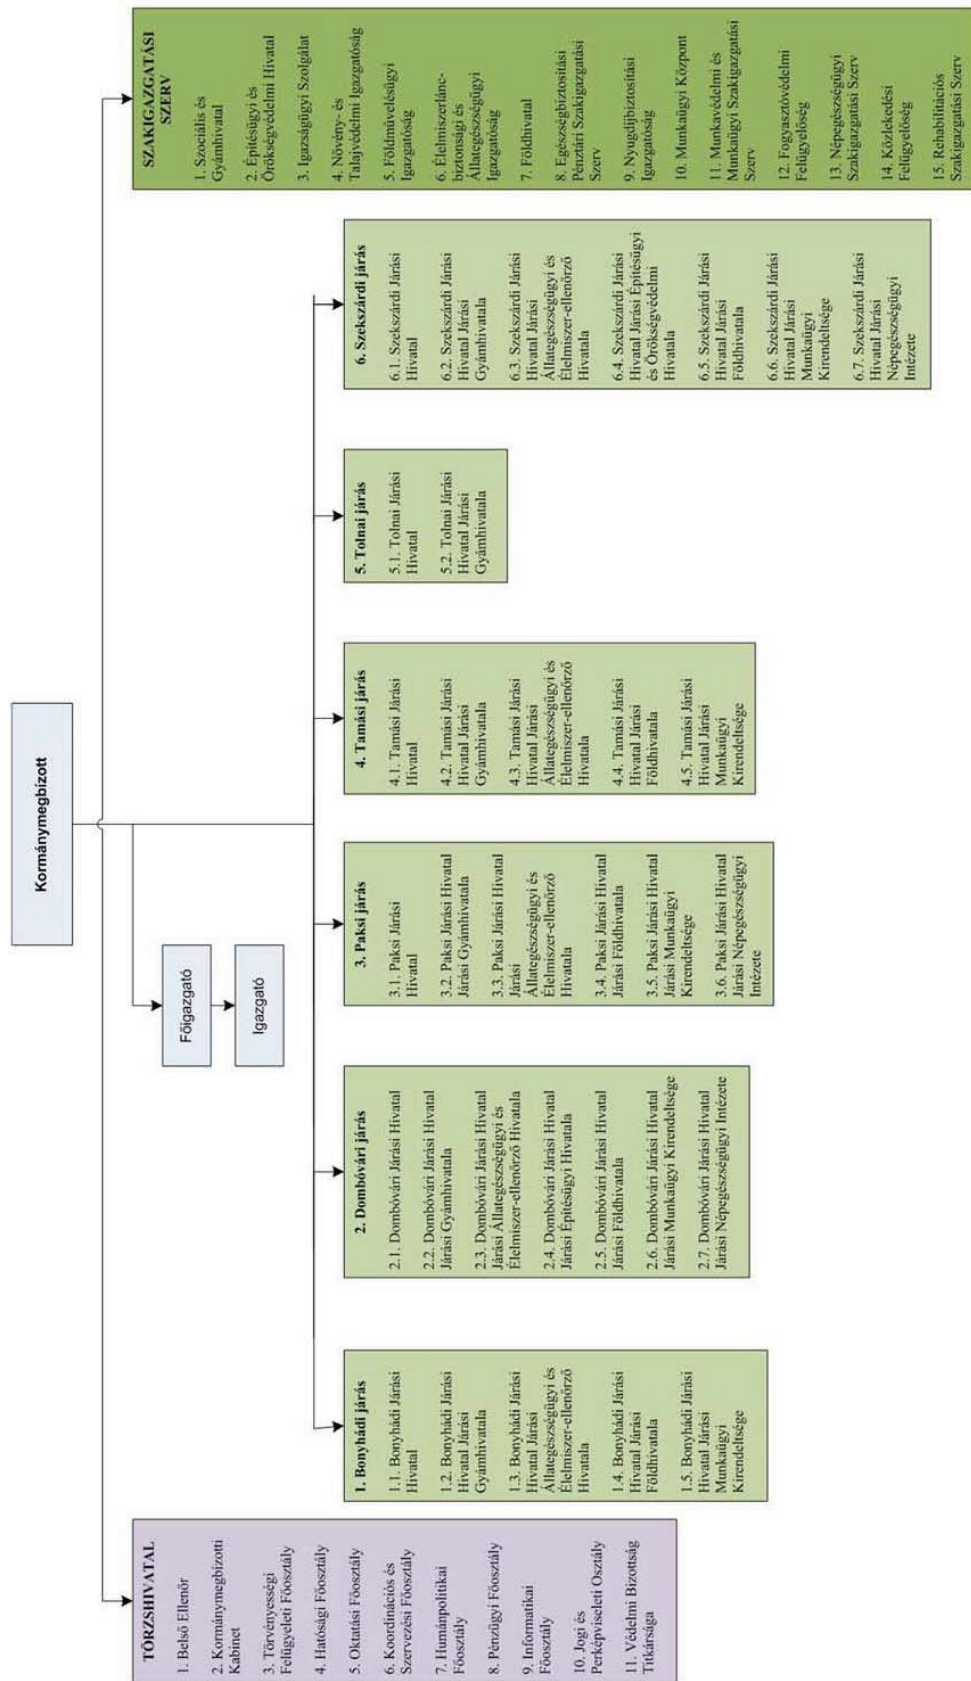 Kormánymegbízott
Főigazgató
Igazgató
TÖRZSHIVATAL
1. Belső Ellenőr
2. Kormánymegbízotti
Kabinet
3. Törvényességi
Felügyeleti Főosztály
4. Hatósági Főosztály
5. Oktatási Főosztály
6. Koordinációs és
Szervezési Főosztály
7. Humánpolitikai
Főosztály
8. Pénzügyi Főosztály
9. Informatikai
Főosztály
10. Jogi és
Perképviseleti Osztály
11. Védelmi Bizottság
Titkársága
1. Bonyhádi járás
1.1. Bonyhádi Járási
Hivatal
1.2. Bonyhádi Járási
Hivatal Járási
Gyámhivatala
1.3. Bonyhádi Járási
Hivatal Járási
Állategészségügyi és
Élelmiszer-ellenőrző
Hivatala
1.4. Bonyhádi Járási
Hivatal Járási
Földhivatala
1.5. Bonyhádi Járási
Hivatal Járási
Munkaügyi
Kirendeltsége
2. Dombóvári járás
2.1. Dombóvári Járási Hivatal
2.2. Dombóvári Járási Hivatal
Járási Gyámhivatala
2.3. Dombóvári Járási Hivatal
Járási Állategészségügyi és
Élelmiszer-ellenőrző Hivatala
2.4. Dombóvári Járási Hivatal
Járási Építésügyi Hivatala
2.5. Dombóvári Járási Hivatal
Járási Földhivatala
2.6. Dombóvári Járási Hivatal
Járási Munkaügyi Kirendeltsége
2.7. Dombóvári Járási Hivatal
Járási Népegészségügyi Intézete
3. Paksi járás
3.1. Paksi Járási
Hivatal
3.2. Paksi Járási Hivatal
Járási Gyámhivatala
3.3. Paksi Járási Hivatal
Járási
Állategészségügyi és
Élelmiszer-ellenőrző
Hivatala
3.4. Paksi Járási Hivatal
Járási Földhivatala
3.5. Paksi Járási Hivatal
Járási Munkaügyi
Kirendeltsége
3.6. Paksi Járási Hivatal
Járási Népegészségügyi
Intézete
4. Tamási járás
4.1. Tamási Járási
Hivatal
4.2. Tamási Járási
Hivatal Járási
Gyámhivatala
4.3. Tamási Járási
Hivatal Járási
Állategészségügyi és
Élelmiszer-ellenőrző
Hivatala
4.4. Tamási Járási
Hivatal Járási
Földhivatala
4.5. Tamási Járási
Hivatal Járási
Munkaügyi
Kirendeltsége
5. Tolnai járás
5.1. Tolnai Járási
Hivatal
5.2. Tolnai Járási
Hivatal Járási
Gyámhivatala
6. Szekszárdi járás
6.1. Szekszárdi Járási
Hivatal
6.2. Szekszárdi Járási
Hivatal Járási
Gyámhivatala
6.3. Szekszárdi Járási
Hivatal Járási
Állategészségügyi és
Élelmiszer-ellenőrző
Hivatala
6.4. Szekszárdi Járási
Hivatal Járási Építésügyi
és Örökségvédelmi
Hivatala
6.5. Szekszárdi Járási
Hivatal Járási
Földhivatala
6.6. Szekszárdi Járási
Hivatal Járási
Munkaügyi
Kirendeltsége
6.7. Szekszárdi Járási
Hivatal Járási
Népegészségügyi
Intézete
SZAKIGAZGATÁSI
SZERV
1. Szociális és
Gyámhivatal
2. Építésügyi és
Örökségvédelmi Hivatal
3. Igazságügyi Szolgálat
4. Növény- és
Talajvédelmi Igazgatóság
5. Földművelésügyi
Igazgatóság
6. Élelmiszerlánc-
biztonsági és
Állategészségügyi
Igazgatóság
7. Földhivatal
8. Egészségbiztosítási
Pénztári Szakigazgatási
Szerv
9. Nyugdíjbiztosítási
Igazgatóság
10. Munkaügyi Központ
11. Munkavédelmi és
Munkaügyi Szakigazgatási
Szerv
12. Fogyasztóvédelmi
Felügyelőség
13. Népegészségügyi
Szakigazgatási Szerv
14. Közlekedési
Felügyelőség
15. Rehabilitációs
Szakigazgatási Szerv